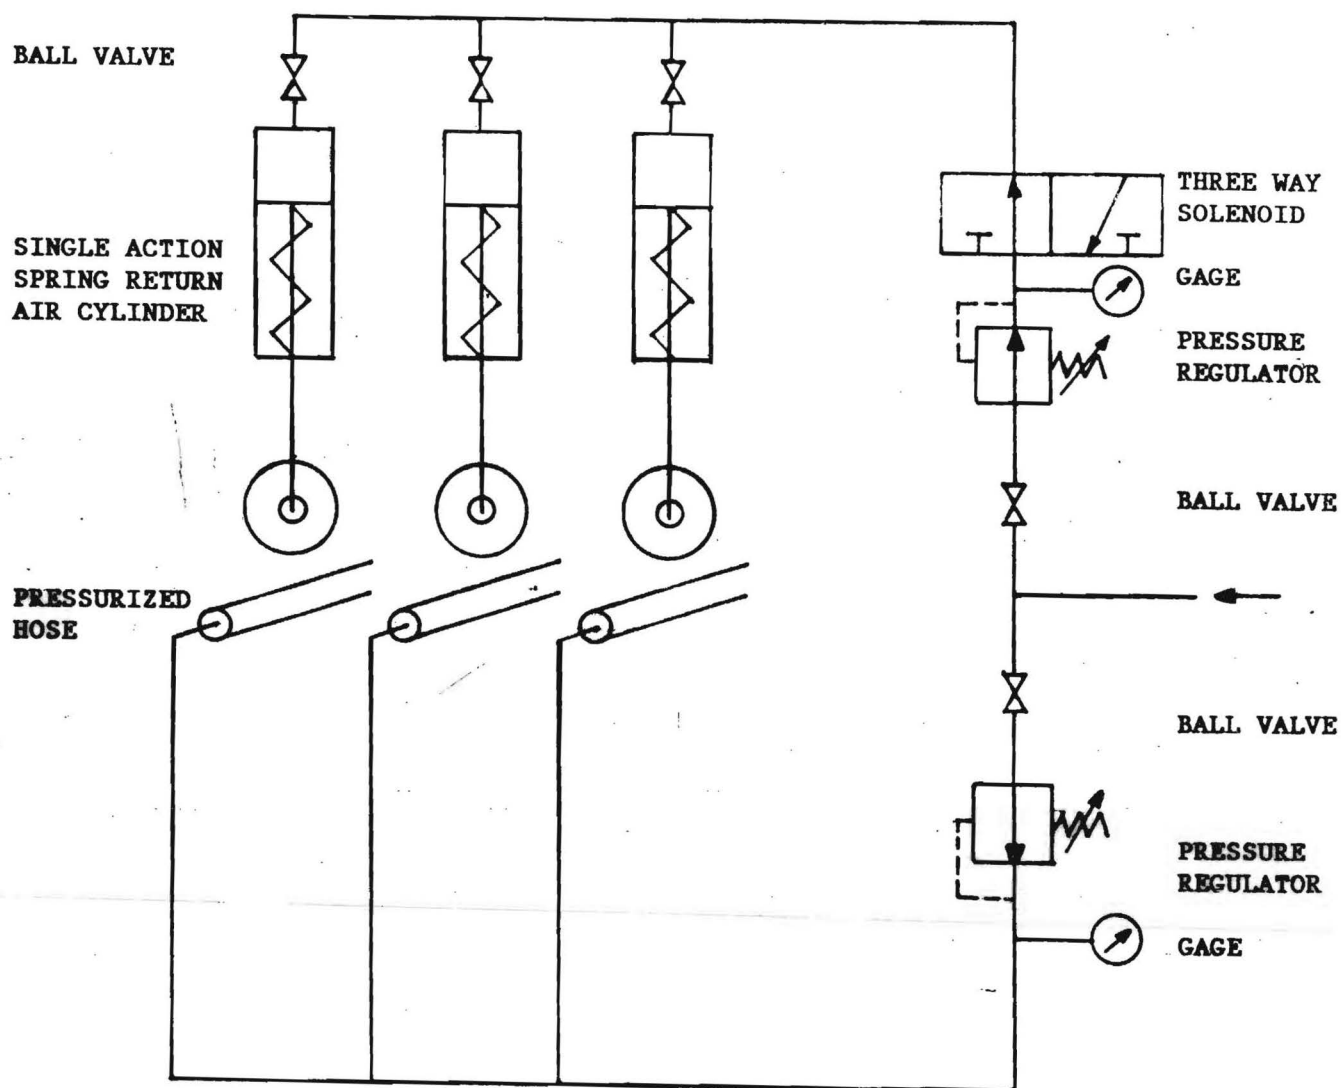 BALL VALVE
SINGLE ACTION
SPRING RETURN
AIR CYLINDER
PRESSURIZED
HOSE
THREE WAY
SOLENOID
GAGE
PRESSURE
REGULATOR
BALL VALVE
BALL VALVE
PRESSURE
REGULATOR
GAGE